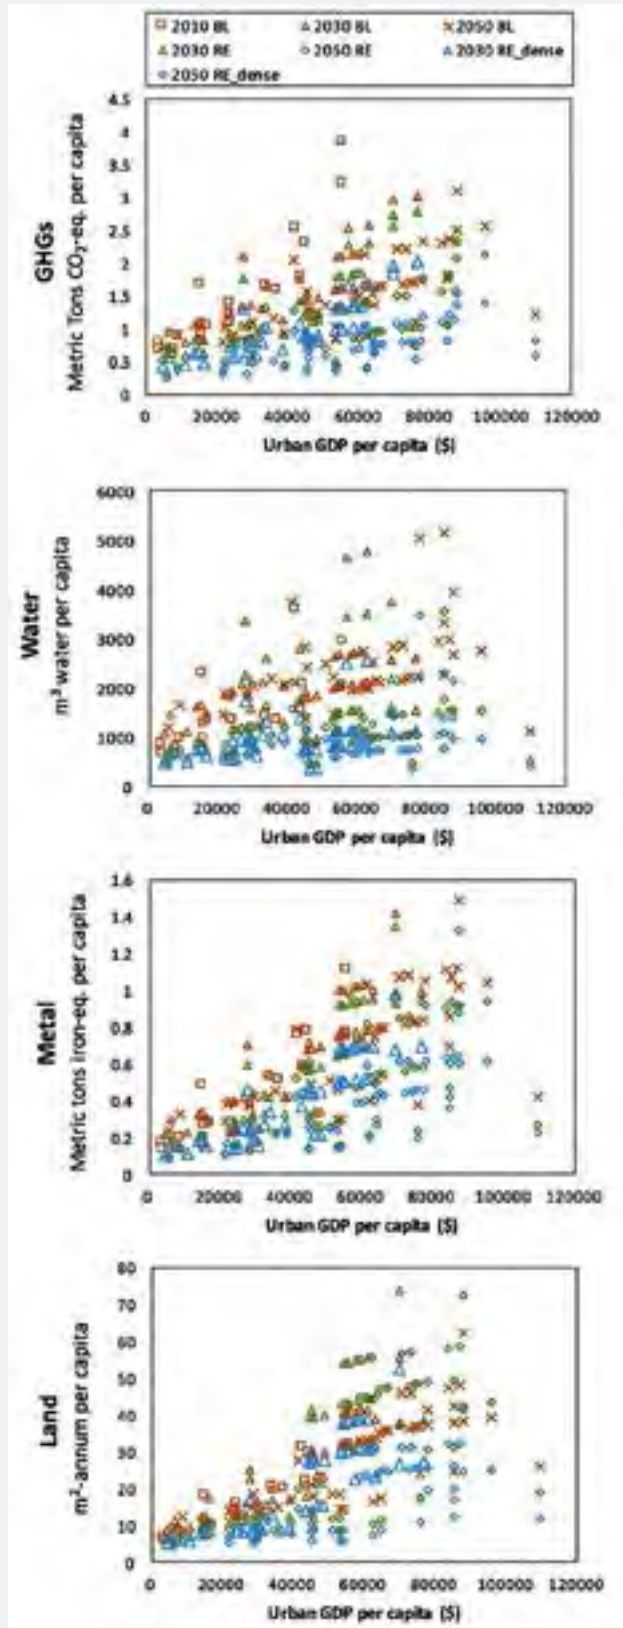 2010 BL 2030 BL 2050 BL
2030 RE 2050 RE 2030 RE_dense
2050 RE_dense
GHGs
Metric Tons CO₂-eq. per capita
4.5
4
3.5
3
2.5
2
1.5
1
0.5
0
0 20000 40000 60000 80000 100000 120000
Urban GDP per capita ($)
Water
m³ water per capita
6000
5000
4000
3000
2000
1000
0
0 20000 40000 60000 80000 100000 120000
Urban GDP per capita ($)
Metal
Metric tons iron-eq. per capita
1.6
1.4
1.2
1
0.8
0.6
0.4
0.2
0
0 20000 40000 60000 80000 100000 120000
Urban GDP per capita ($)
Land
m²-annum per capita
80
70
60
50
40
30
20
10
0
0 20000 40000 60000 80000 100000 120000
Urban GDP per capita ($)